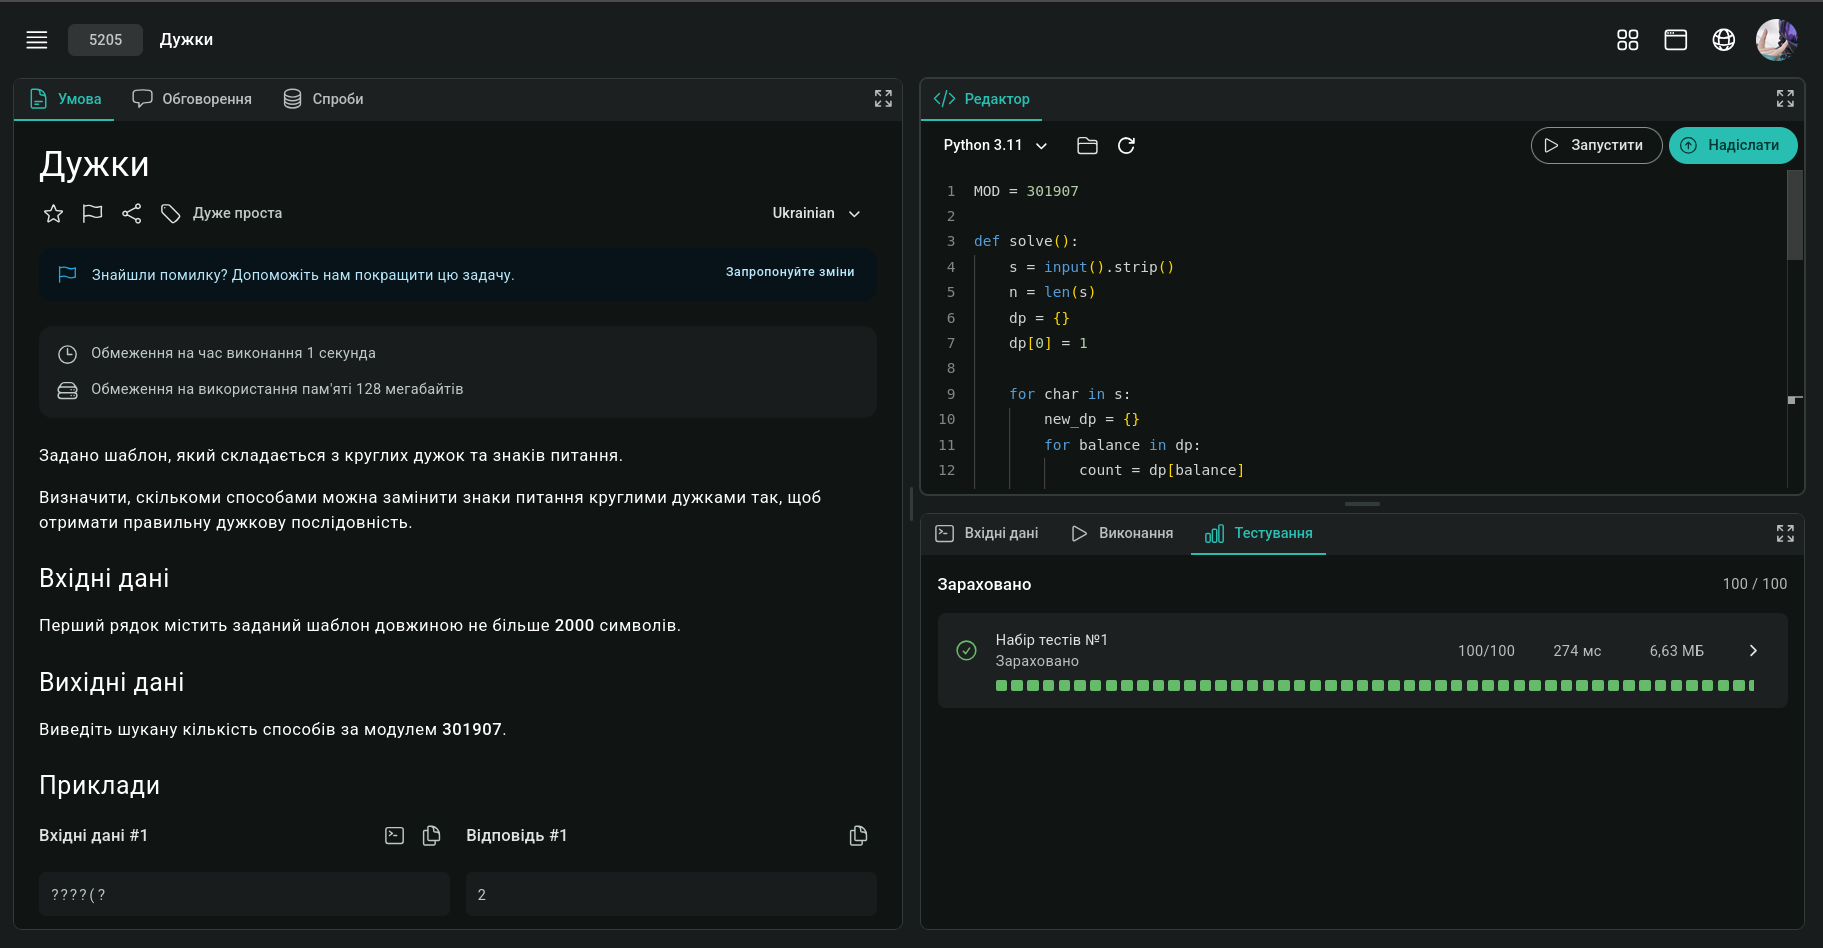 5205
Дужки
Умова
Обговорення
Спроби
Дужки
Дуже проста
Ukrainian
Знайшли помилку? Допоможіть нам покращити цю задачу.
Запропонуйте зміни
Обмеження на час виконання 1 секунда
Обмеження на використання пам'яті 128 мегабайтів
Задано шаблон, який складається з круглих дужок та знаків питання.
Визначити, скількоми способами можна замінити знаки питання круглими дужками так, щоб
отримати правильну дужкову послідовність.
Вхідні дані
Перший рядок містить заданий шаблон довжиною не більше 2000 символів.
Вихідні дані
Виведіть шукану кількість способів за модулем 301907.
Приклади
Вхідні дані #1
Відповідь #1
????(?
2
Редактор
Python 3.11
Запустити
Надіслати
1 MOD = 301907
2
3 def solve():
4     s = input().strip()
5     n = len(s)
6     dp = {}
7     dp[0] = 1
8
9     for char in s:
10         new_dp = {}
11         for balance in dp:
12             count = dp[balance]
Вхідні дані
Виконання
Тестування
Зараховано
100 / 100
Набір тестів №1
Зараховано
100/100
274 мс
6,63 МБ